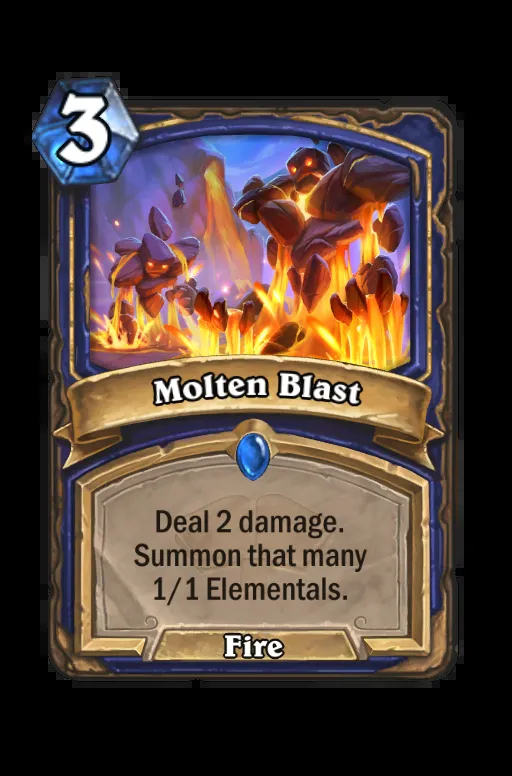 3
Molten Blast
Deal 2 damage.
Summon that many
1/1 Elementals.
Fire